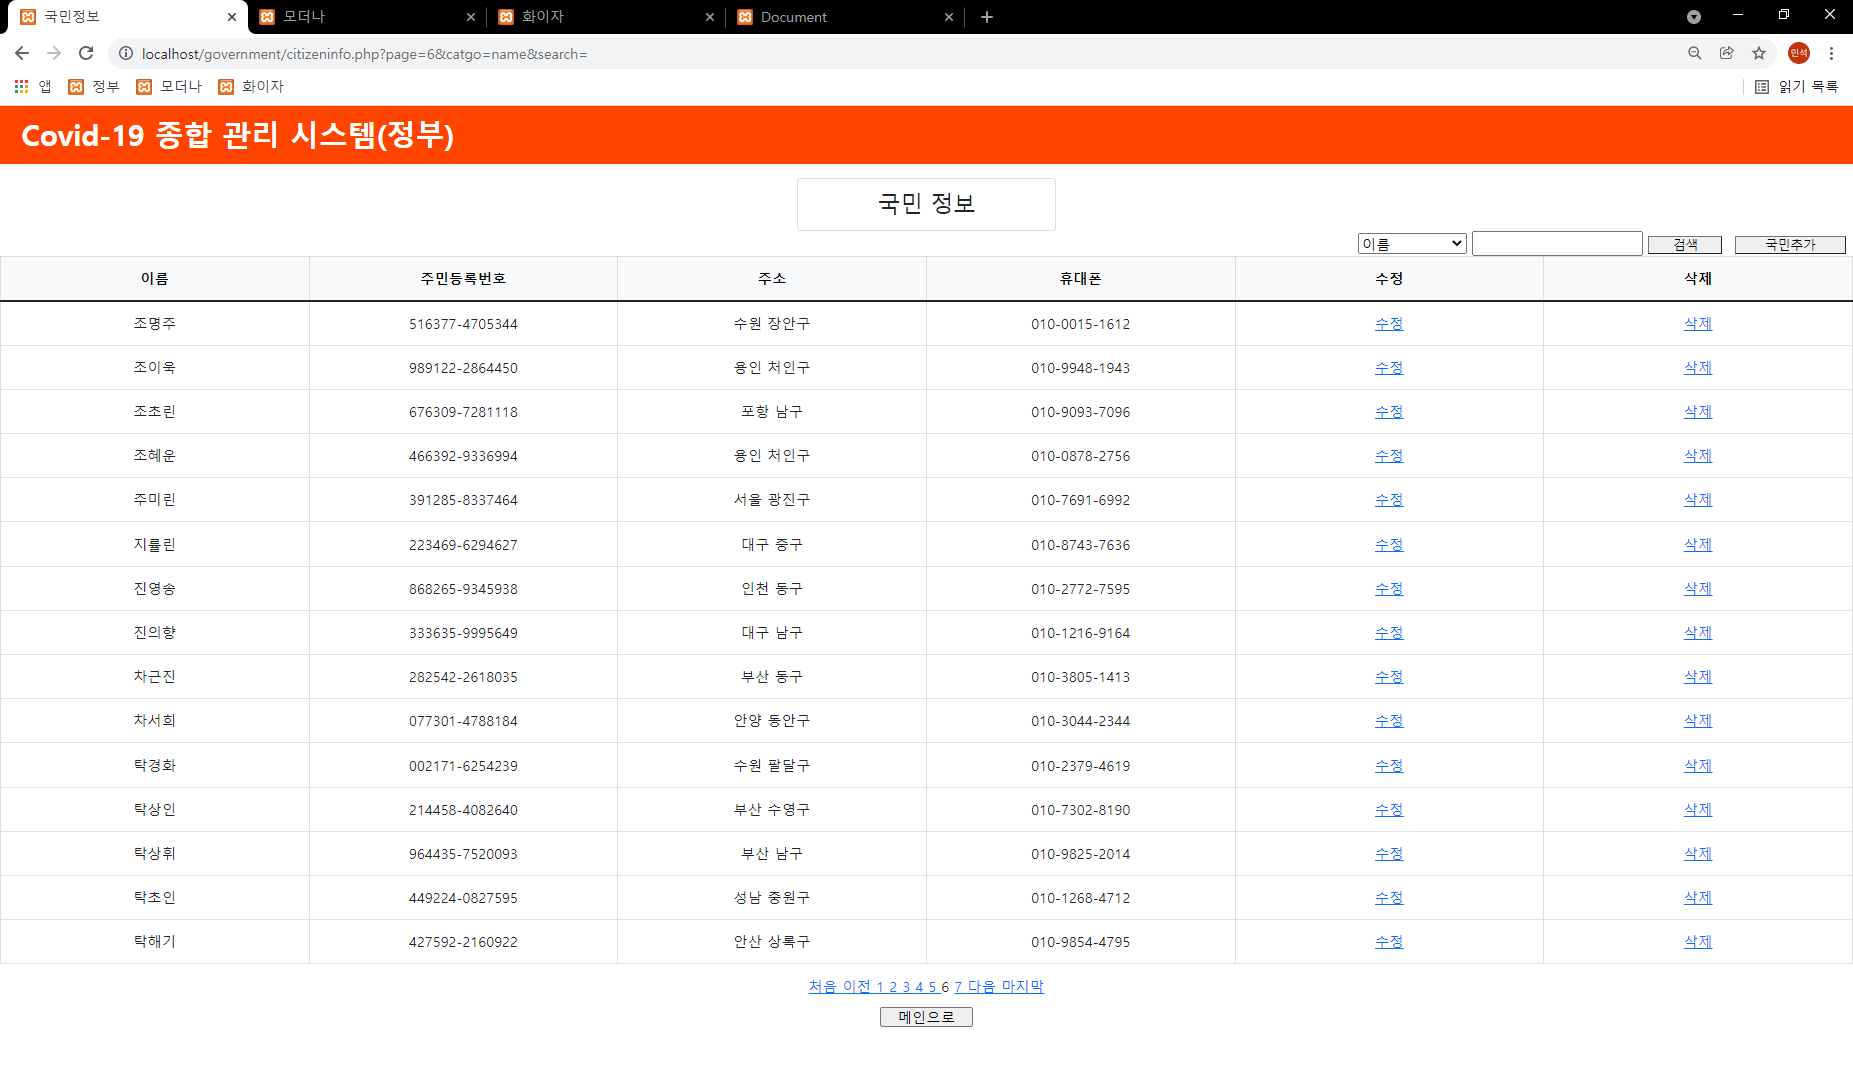 국민정보 모더나 화이자 Document
localhost/government/citizeninfo.php?page=6&catgo=name&search= 민석
앱 정부 모더나 화이자 읽기 목록
Covid-19 종합 관리 시스템(정부)
국민 정보
이름 검색 국민추가
이름 주민등록번호 주소 휴대폰 수정 삭제
조명주 516377-4705344 수원 장안구 010-0015-1612 수정 삭제
조이욱 989122-2864450 용인 처인구 010-9948-1943 수정 삭제
조초린 676309-7281118 포항 남구 010-9093-7096 수정 삭제
조혜운 466392-9336994 용인 처인구 010-0878-2756 수정 삭제
주미린 391285-8337464 서울 광진구 010-7691-6992 수정 삭제
지률린 223469-6294627 대구 중구 010-8743-7636 수정 삭제
진영송 868265-9345938 인천 동구 010-2772-7595 수정 삭제
진의향 333635-9995649 대구 남구 010-1216-9164 수정 삭제
차근진 282542-2618035 부산 동구 010-3805-1413 수정 삭제
차서희 077301-4788184 안양 동안구 010-3044-2344 수정 삭제
탁경화 002171-6254239 수원 팔달구 010-2379-4619 수정 삭제
탁상인 214458-4082640 부산 수영구 010-7302-8190 수정 삭제
탁상휘 964435-7520093 부산 남구 010-9825-2014 수정 삭제
탁초인 449224-0827595 성남 중원구 010-1268-4712 수정 삭제
탁해기 427592-2160922 안산 상록구 010-9854-4795 수정 삭제
처음 이전 1 2 3 4 5 6 7 다음 마지막
메인으로